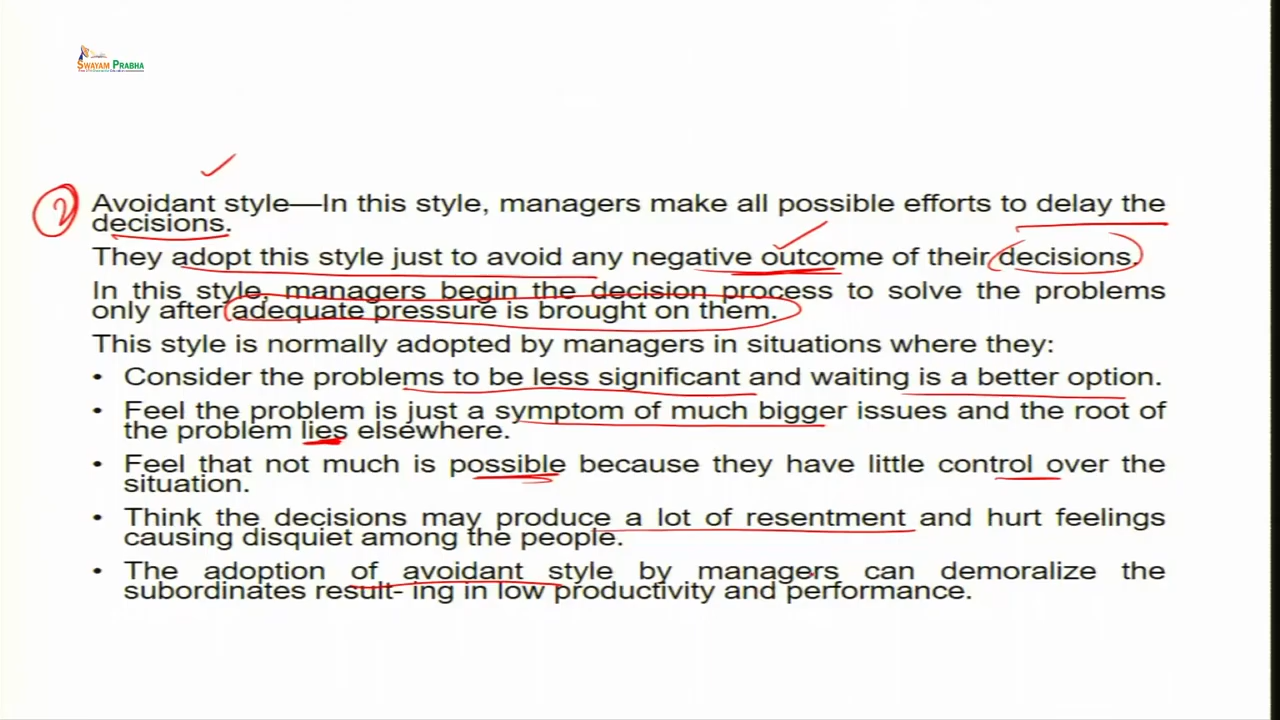 SWAYAM PRABHA
2
Avoidant style—In this style, managers make all possible efforts to delay the
decisions.
They adopt this style just to avoid any negative outcome of their decisions.
In this style, managers begin the decision process to solve the problems
only after adequate pressure is brought on them.
This style is normally adopted by managers in situations where they:
• Consider the problems to be less significant and waiting is a better option.
• Feel the problem is just a symptom of much bigger issues and the root of
the problem lies elsewhere.
• Feel that not much is possible because they have little control over the
situation.
• Think the decisions may produce a lot of resentment and hurt feelings
causing disquiet among the people.
• The adoption of avoidant style by managers can demoralize the
subordinates result- ing in low productivity and performance.